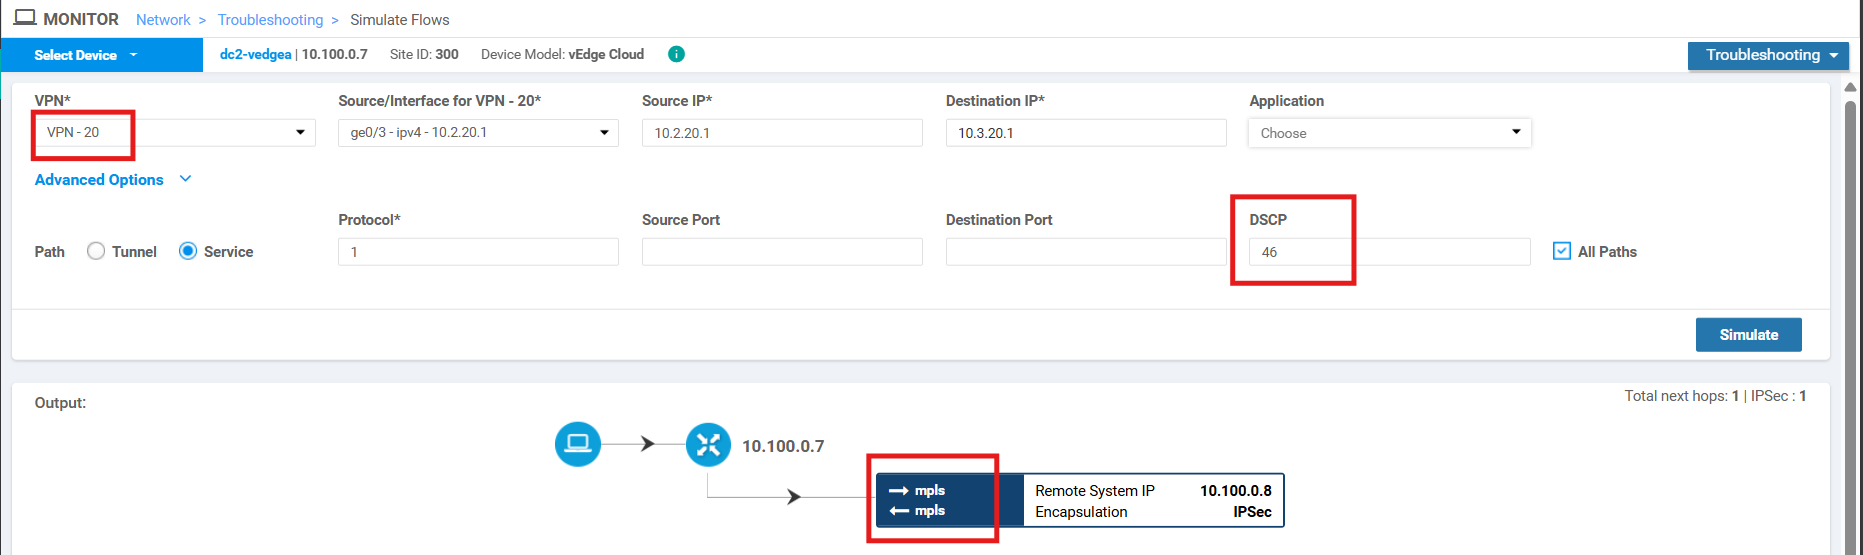 MONITOR Network > Troubleshooting > Simulate Flows
Select Device dc2-vedgea | 10.100.0.7 Site ID: 300 Device Model: vEdge Cloud i Troubleshooting
VPN* Source/Interface for VPN - 20* Source IP* Destination IP* Application
VPN - 20 ge0/3 - ipv4 - 10.2.20.1 10.2.20.1 10.3.20.1 Choose
Advanced Options
Protocol* Source Port Destination Port DSCP
Path Tunnel Service 1 46 All Paths
Simulate
Output: Total next hops: 1 | IPSec : 1
10.100.0.7
mpls Remote System IP 10.100.0.8
mpls Encapsulation IPSec